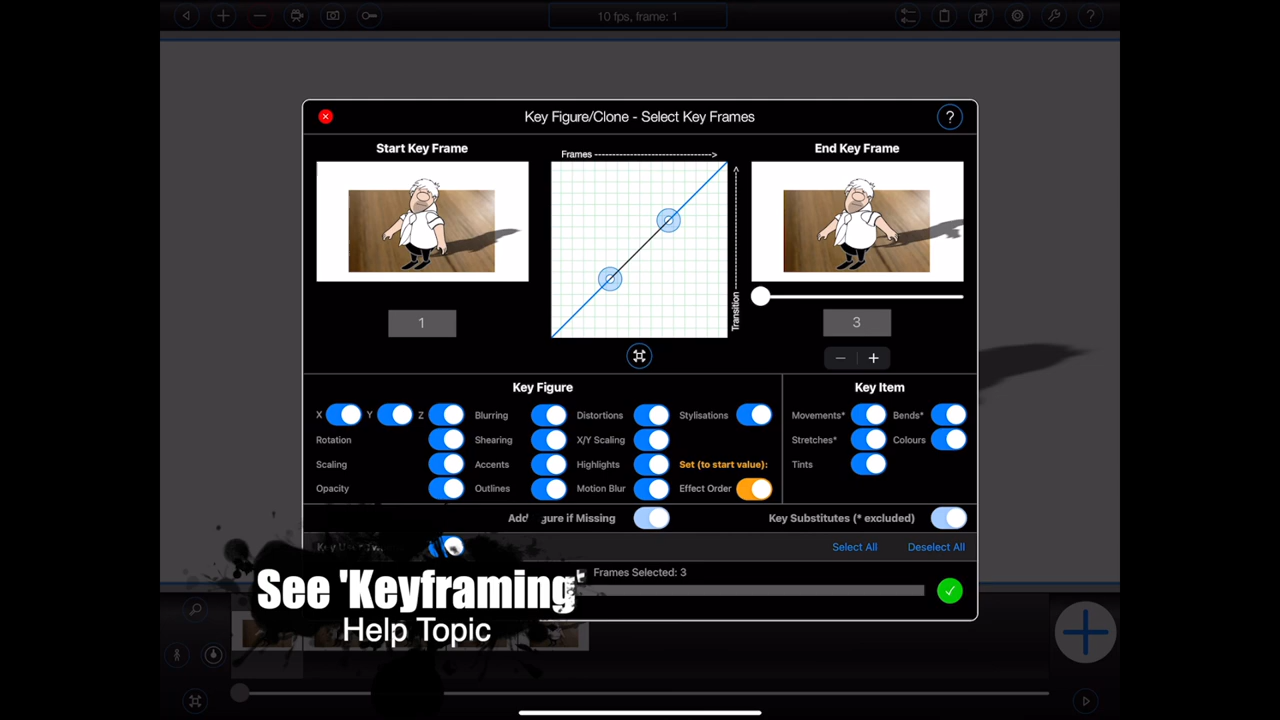 10 fps, frame: 1
?
Key Figure/Clone - Select Key Frames
?
Start Key Frame
Frames
End Key Frame
Transition
1
3
Key Figure
Key Item
X Y Z Blurring Distortions Stylisations Movements* Bends*
Rotation Shearing X/Y Scaling Stretches* Colours
Scaling Accents Highlights Set (to start value): Tints
Opacity Outlines Motion Blur Effect Order
if Missing Key Substitutes (* excluded)
Select All Deselect All
Frames Selected: 3
See 'Keyframing'
Help Topic